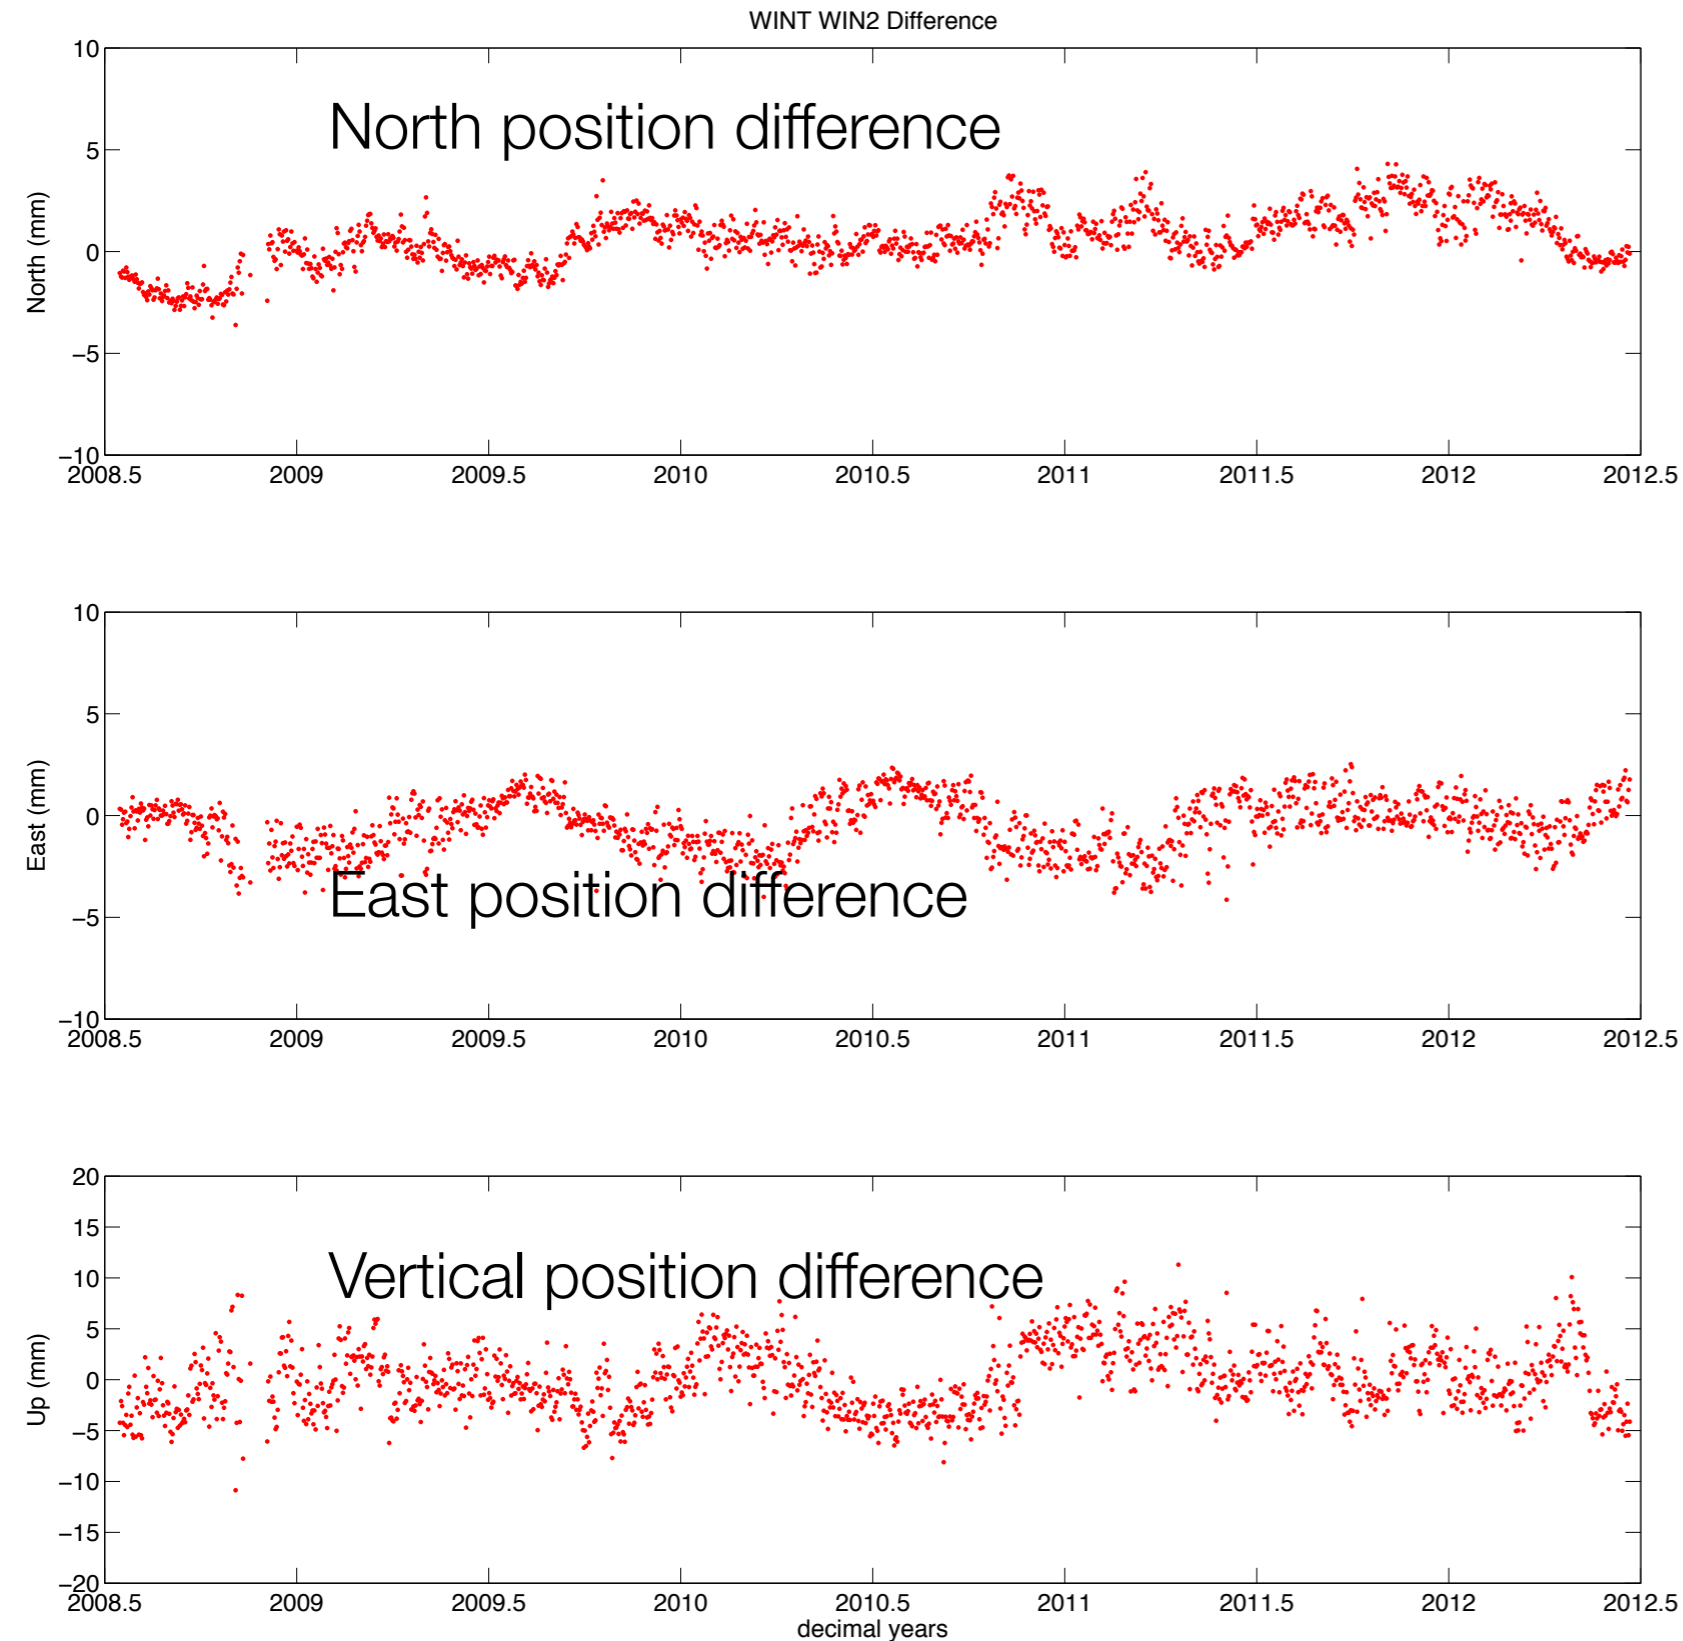 WINT WIN2 Difference
10
5
0
−5
−10
North (mm)
North position difference
2008.5 2009 2009.5 2010 2010.5 2011 2011.5 2012 2012.5
10
5
0
−5
−10
East (mm)
East position difference
2008.5 2009 2009.5 2010 2010.5 2011 2011.5 2012 2012.5
20
15
10
5
0
−5
−10
−15
−20
Up (mm)
Vertical position difference
2008.5 2009 2009.5 2010 2010.5 2011 2011.5 2012 2012.5
decimal years